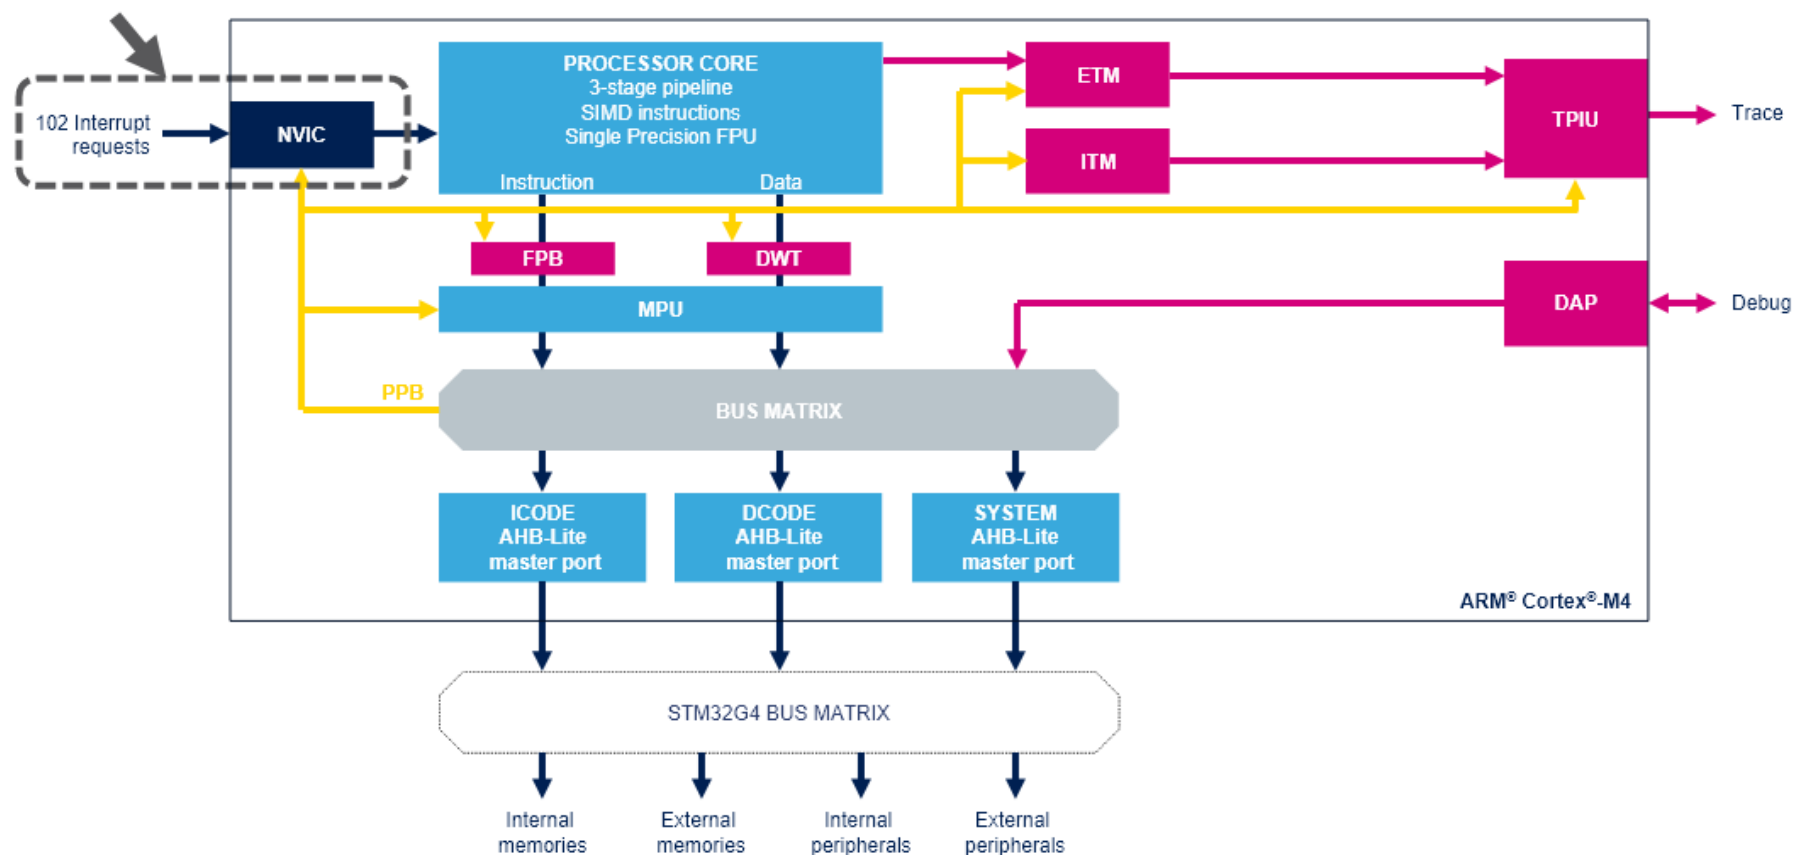 102 Interrupt
requests
NVIC
PROCESSOR CORE
3-stage pipeline
SIMD instructions
Single Precision FPU
Instruction
Data
ETM
ITM
TPIU
Trace
FPB
DWT
MPU
DAP
Debug
PPB
BUS MATRIX
ICODE
AHB-Lite
master port
DCODE
AHB-Lite
master port
SYSTEM
AHB-Lite
master port
ARM® Cortex®-M4
STM32G4 BUS MATRIX
Internal
memories
External
memories
Internal
peripherals
External
peripherals